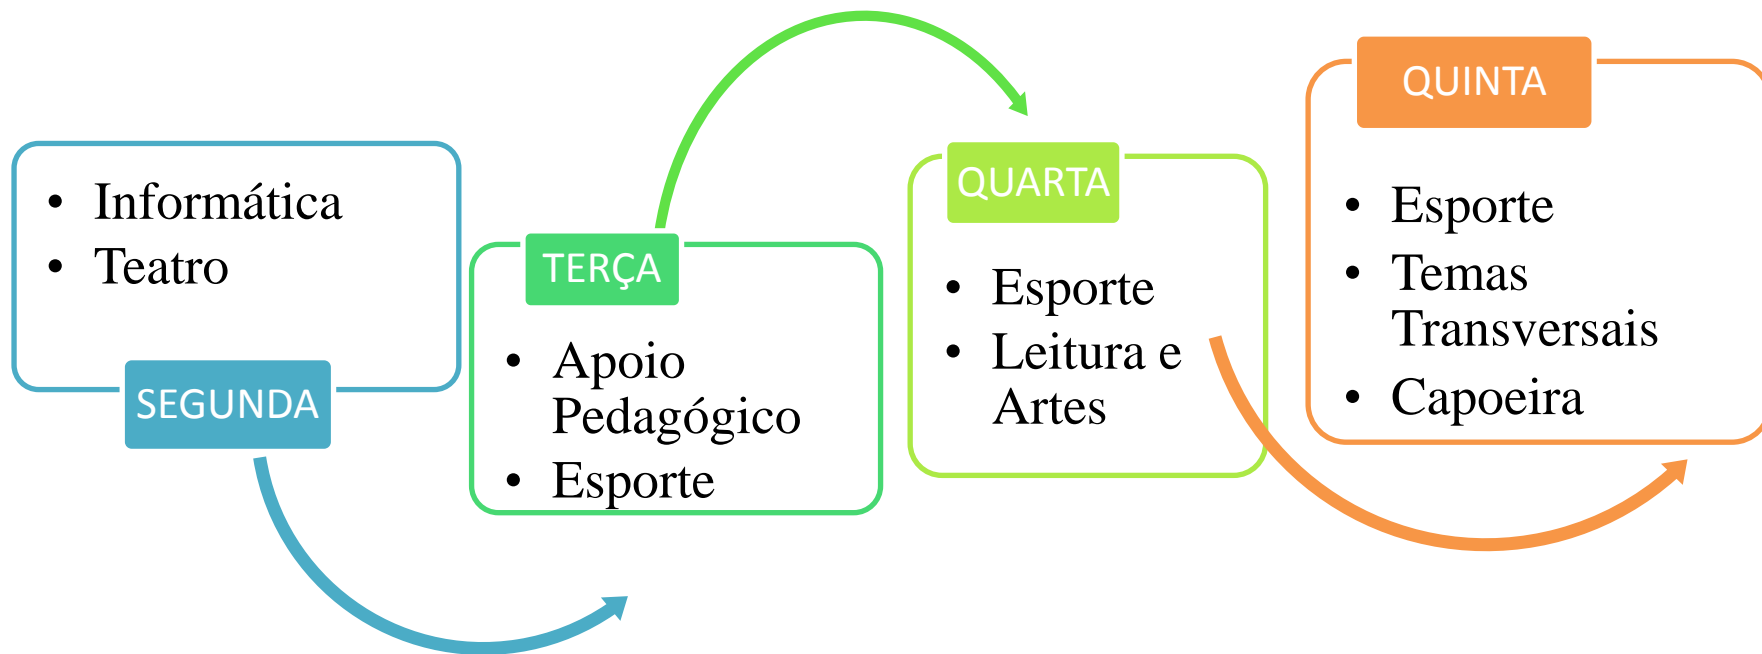 • Informática
• Teatro
SEGUNDA
TERÇA
• Apoio
Pedagógico
• Esporte
QUARTA
• Esporte
• Leitura e
Artes
QUINTA
• Esporte
• Temas
Transversais
• Capoeira